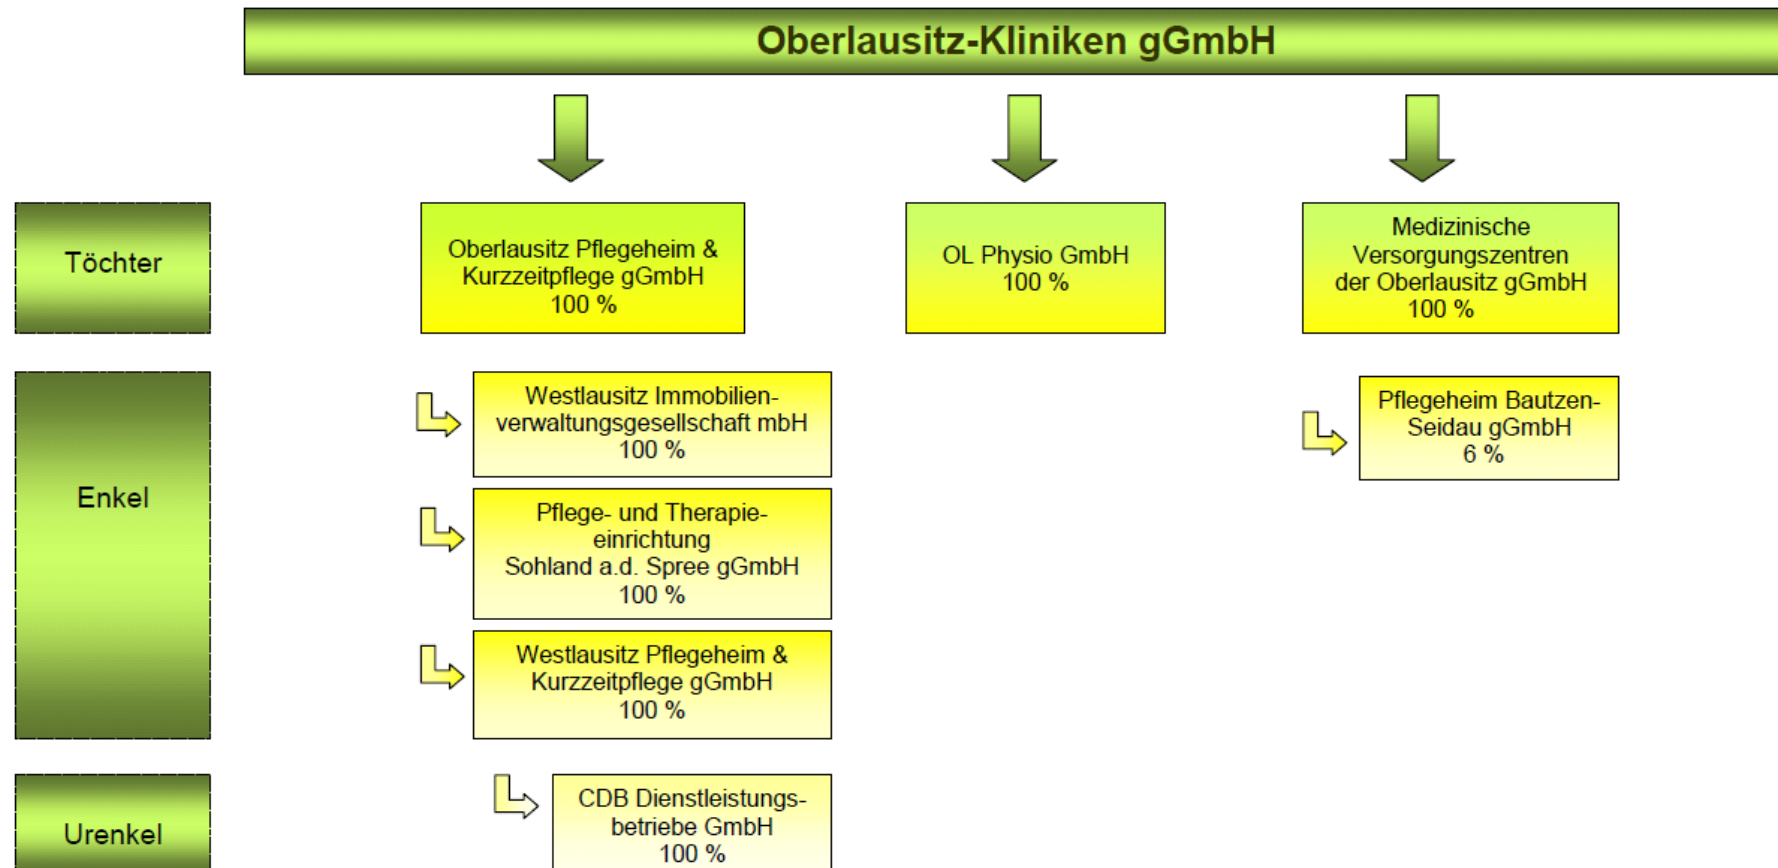 Oberlausitz-Kliniken gGmbH
Töchter
Oberlausitz Pflegeheim &
Kurzzeitpflege gGmbH
100 %
OL Physio GmbH
100 %
Medizinische
Versorgungszentren
der Oberlausitz gGmbH
100 %
Enkel
Westlausitz Immobilien-
verwaltungsgesellschaft mbH
100 %
Pflege- und Therapie-
einrichtung
Sohland a.d. Spree gGmbH
100 %
Westlausitz Pflegeheim &
Kurzzeitpflege gGmbH
100 %
Pflegeheim Bautzen-
Seidau gGmbH
6 %
Urenkel
CDB Dienstleistungs-
betriebe GmbH
100 %